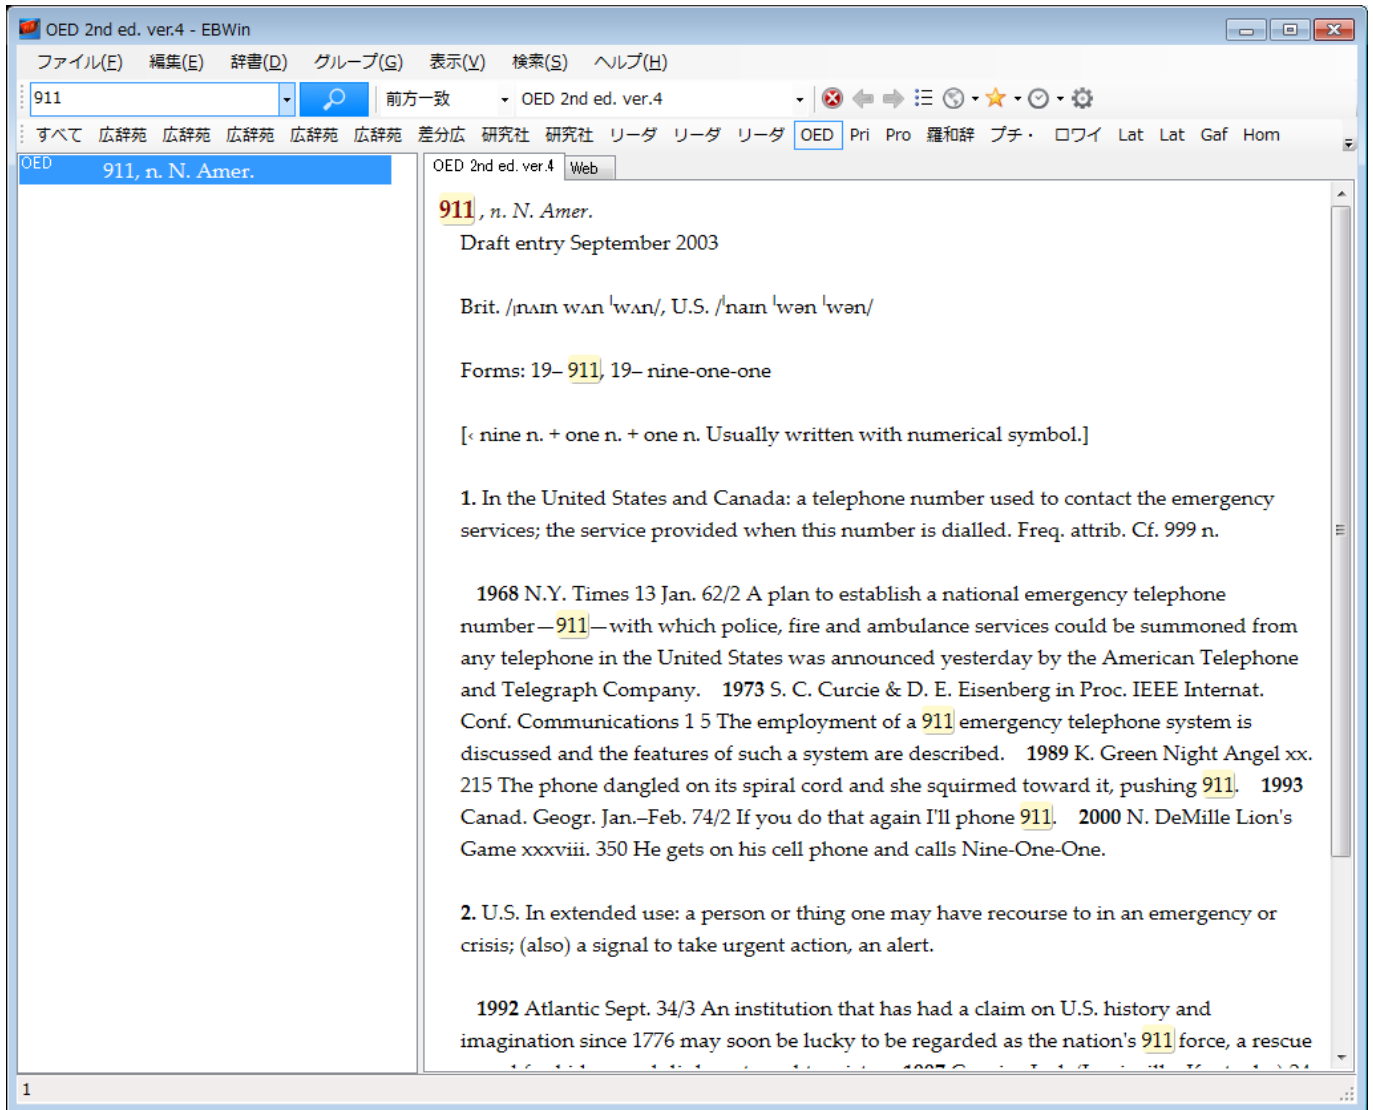 OED 2nd ed. ver.4 - EBWin
ファイル(F) 編集(E) 辞書(D) グループ(G) 表示(V) 検索(S) ヘルプ(H)
911 前方一致 OED 2nd ed. ver.4
すべて 広辞苑 広辞苑 広辞苑 広辞苑 広辞苑 差分広 研究社 研究社 リーダ リーダ リーダ OED Pri Pro 羅和辞 プチ・ ロワイ Lat Lat Gaf Hom
OED 911, n. N. Amer.
OED 2nd ed. ver.4 Web
911 , n. N. Amer.
Draft entry September 2003
Brit. /ˌnʌɪn wʌn ˈwʌn/, U.S. /ˈnaɪn ˈwən ˈwən/
Forms: 19– 911, 19– nine-one-one
[‹ nine n. + one n. + one n. Usually written with numerical symbol.]
1. In the United States and Canada: a telephone number used to contact the emergency
services; the service provided when this number is dialled. Freq. attrib. Cf. 999 n.
1968 N.Y. Times 13 Jan. 62/2 A plan to establish a national emergency telephone
number—911—with which police, fire and ambulance services could be summoned from
any telephone in the United States was announced yesterday by the American Telephone
and Telegraph Company. 1973 S. C. Curcie & D. E. Eisenberg in Proc. IEEE Internat.
Conf. Communications 1 5 The employment of a 911 emergency telephone system is
discussed and the features of such a system are described. 1989 K. Green Night Angel xx.
215 The phone dangled on its spiral cord and she squirmed toward it, pushing 911. 1993
Canad. Geogr. Jan.–Feb. 74/2 If you do that again I'll phone 911. 2000 N. DeMille Lion's
Game xxxviii. 350 He gets on his cell phone and calls Nine-One-One.
2. U.S. In extended use: a person or thing one may have recourse to in an emergency or
crisis; (also) a signal to take urgent action, an alert.
1992 Atlantic Sept. 34/3 An institution that has had a claim on U.S. history and
imagination since 1776 may soon be lucky to be regarded as the nation's 911 force, a rescue
1